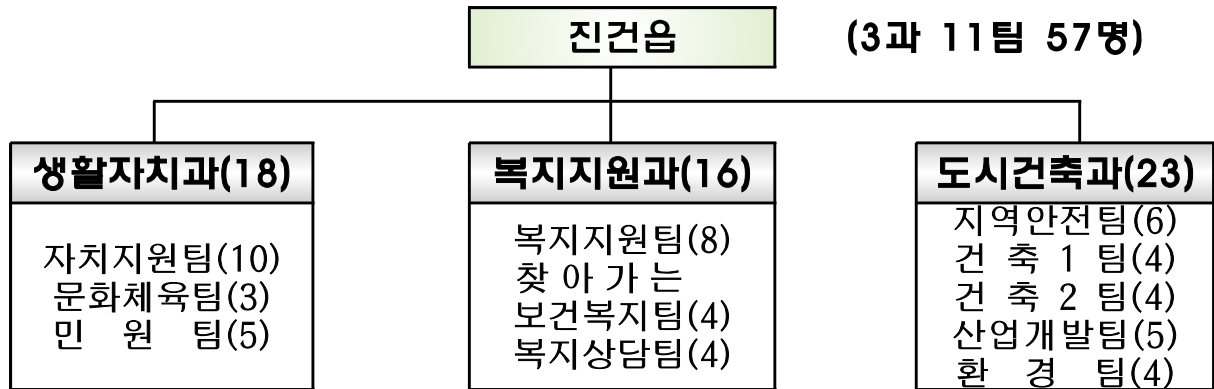 진건읍
(3과 11팀 57명)
생활자치과(18)
자치지원팀(10)
문화체육팀(3)
민 원 팀(5)
복지지원과(16)
복지지원팀(8)
찾 아 가 는
보건복지팀(4)
복지상담팀(4)
도시건축과(23)
지역안전팀(6)
건 축 1 팀(4)
건 축 2 팀(4)
산업개발팀(5)
환 경 팀(4)